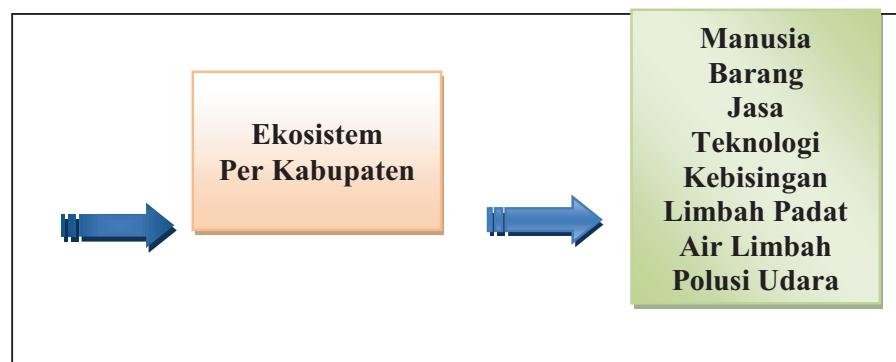 Ekosistem
Per Kabupaten
Manusia
Barang
Jasa
Teknologi
Kebisingan
Limbah Padat
Air Limbah
Polusi Udara